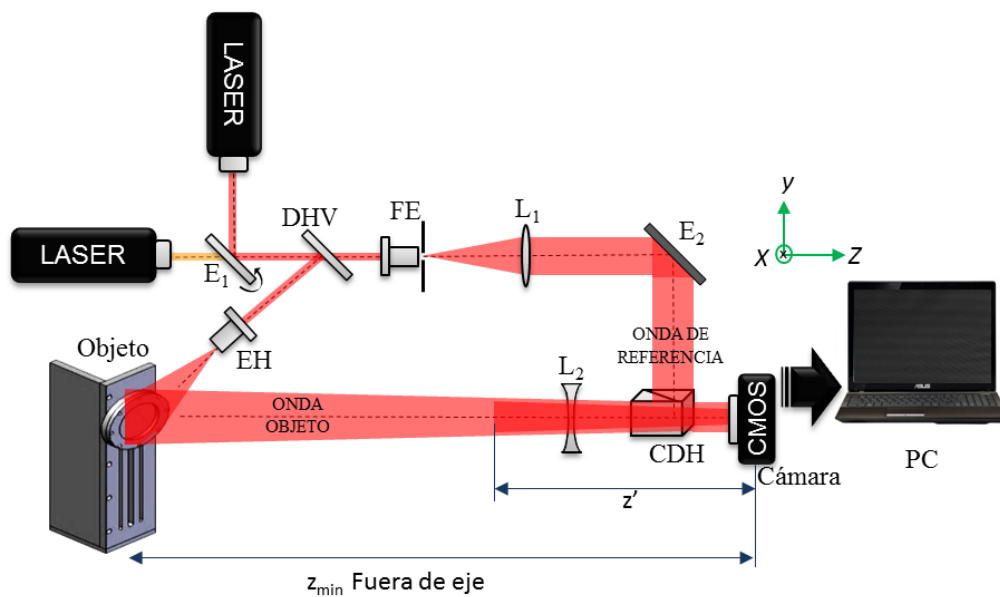 LASER
LASER
DHV
FE
L1
E2
E1
y
X
Z
EH
Objeto
ONDA DE
REFERENCIA
L2
ONDA
OBJETO
CDH
CMOS
Cámara
ASUS
PC
z'
zmin Fuera de eje